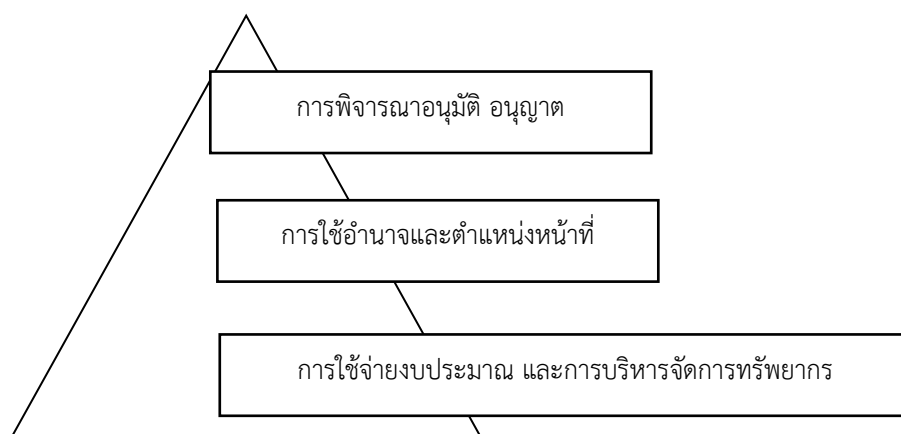 การพิจารณาอนุมัติ อนุญาต
การใช้อำนาจและตำแหน่งหน้าที่
การใช้จ่ายงบประมาณ และการบริหารจัดการทรัพยากร